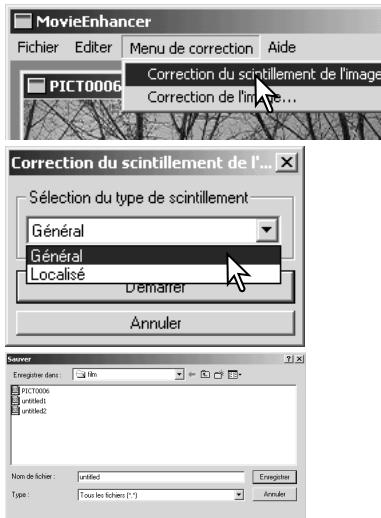 MovieEnhancer
Fichier Editer Menu de correction Aide
Correction du scintillement de l'image
PICT0006
Correction de l'image...
Correction du scintillement de l'...
Sélection du type de scintillement
Général
Général
Localisé
Démarrer
Annuler
Sauver
Enregistrer dans :
film
PICT0006
untitled1
untitled2
Nom de fichier :
untitled
Enregistrer
Type :
Tous les fichiers (*.*)
Annuler